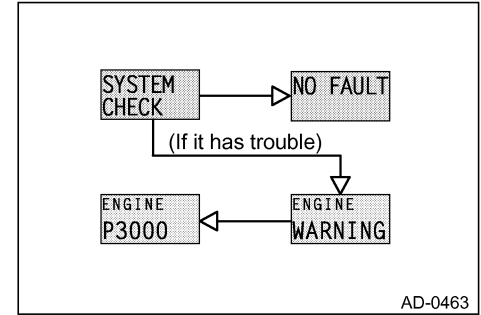 SYSTEM
CHECK
NO FAULT
(If it has trouble)
ENGINE
P3000
ENGINE
WARNING
AD-0463